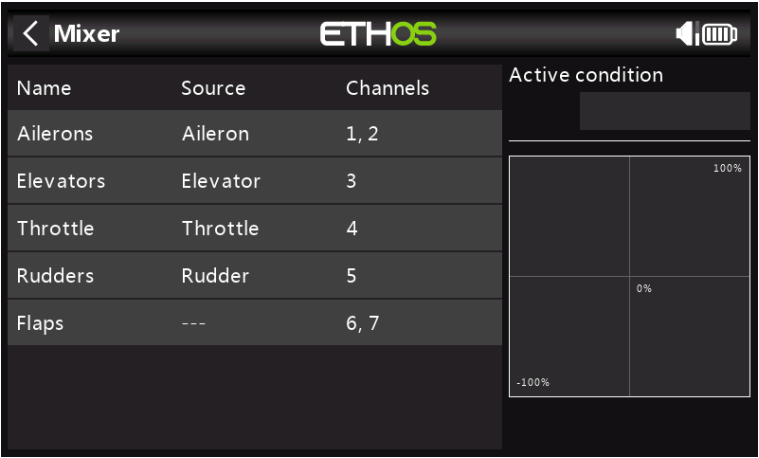 Mixer
ETHOS
Name Source Channels
Ailerons Aileron 1, 2
Elevators Elevator 3
Throttle Throttle 4
Rudders Rudder 5
Flaps --- 6, 7
Active condition
100%
0%
-100%